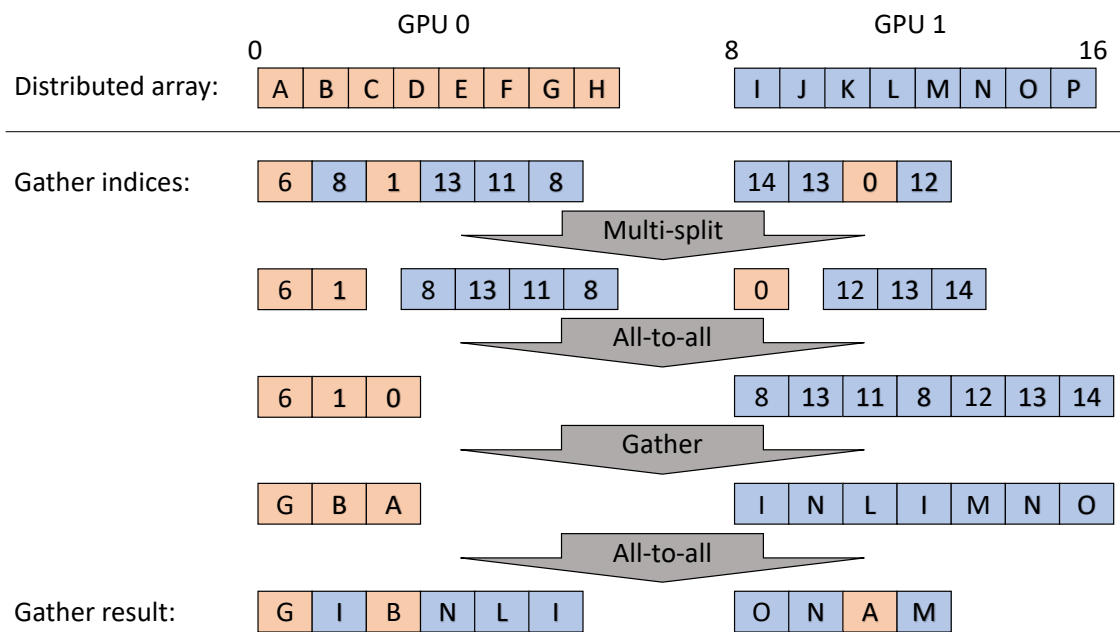 GPU 0 GPU 1
0 8 16
Distributed array: A B C D E F G H I J K L M N O P
Gather indices: 6 8 1 13 11 8 14 13 0 12
Multi-split
6 1 8 13 11 8 0 12 13 14
All-to-all
6 1 0 8 13 11 8 12 13 14
Gather
G B A I N L I M N O
All-to-all
Gather result: G I B N L I O N A M